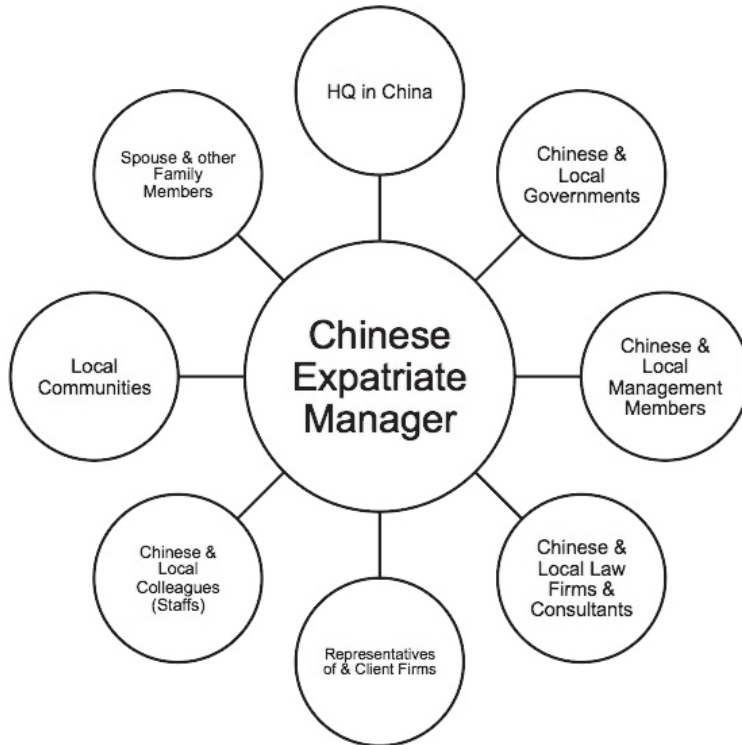 HQ in China
Spouse & other
Family
Members
Chinese &
Local
Governments
Chinese
Expatriate
Manager
Local
Communities
Chinese &
Local
Management
Members
Chinese &
Local
Colleagues
(Staffs)
Chinese &
Local Law
Firms &
Consultants
Representatives
of & Client Firms